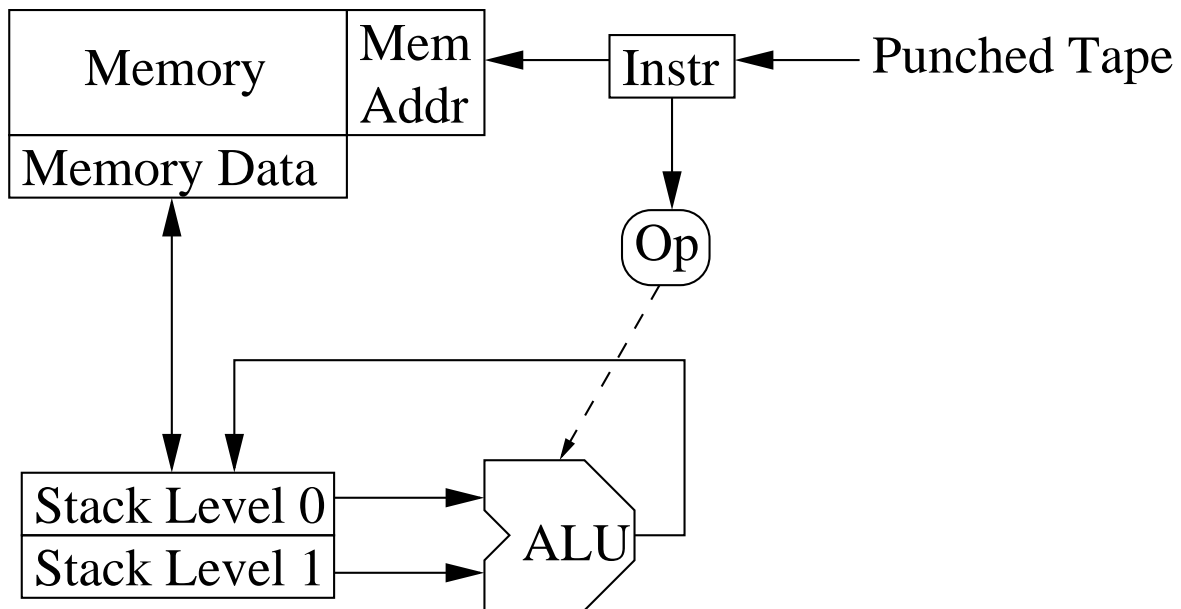 Memory
Mem
Addr
Instr
Punched Tape
Memory Data
Op
Stack Level 0
Stack Level 1
ALU